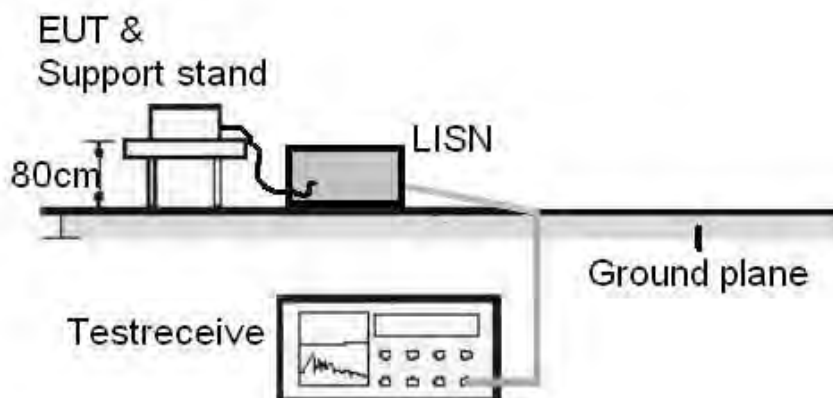 EUT &
Support stand
LISN
80cm
Ground plane
Testreceive